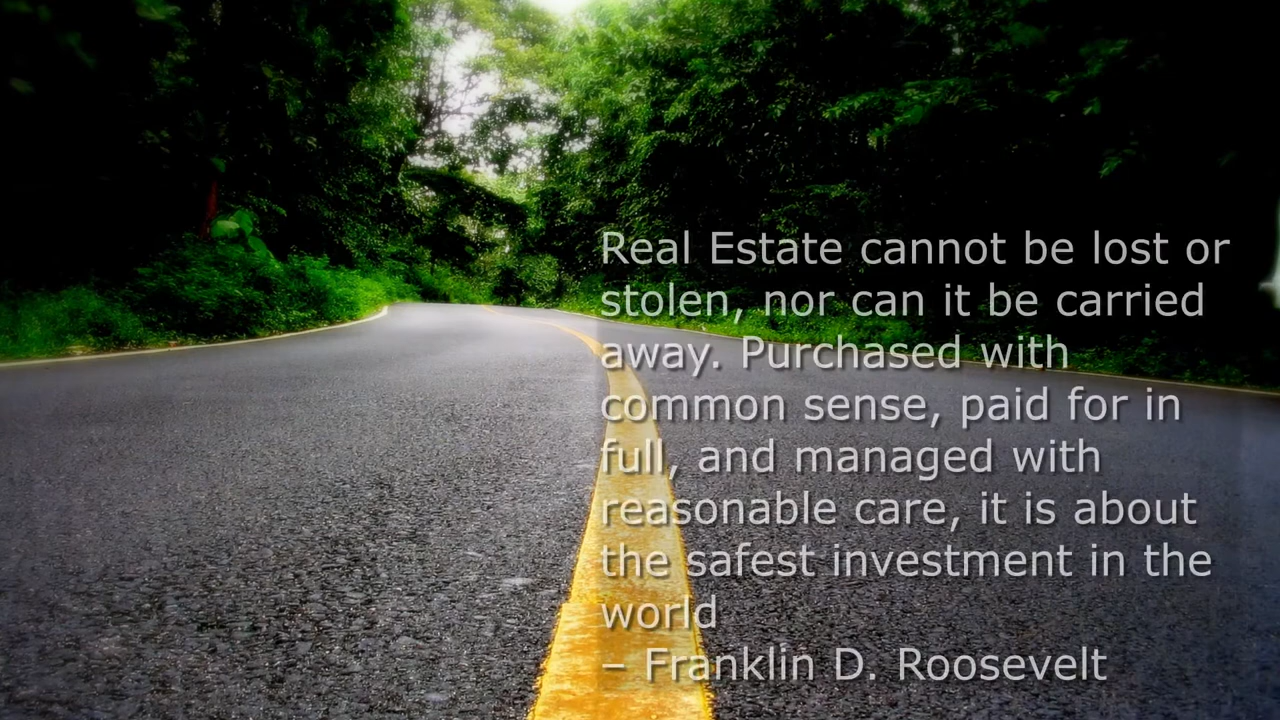 Real Estate cannot be lost or
stolen, nor can it be carried
away. Purchased with
common sense, paid for in
full, and managed with
reasonable care, it is about
the safest investment in the
world
– Franklin D. Roosevelt